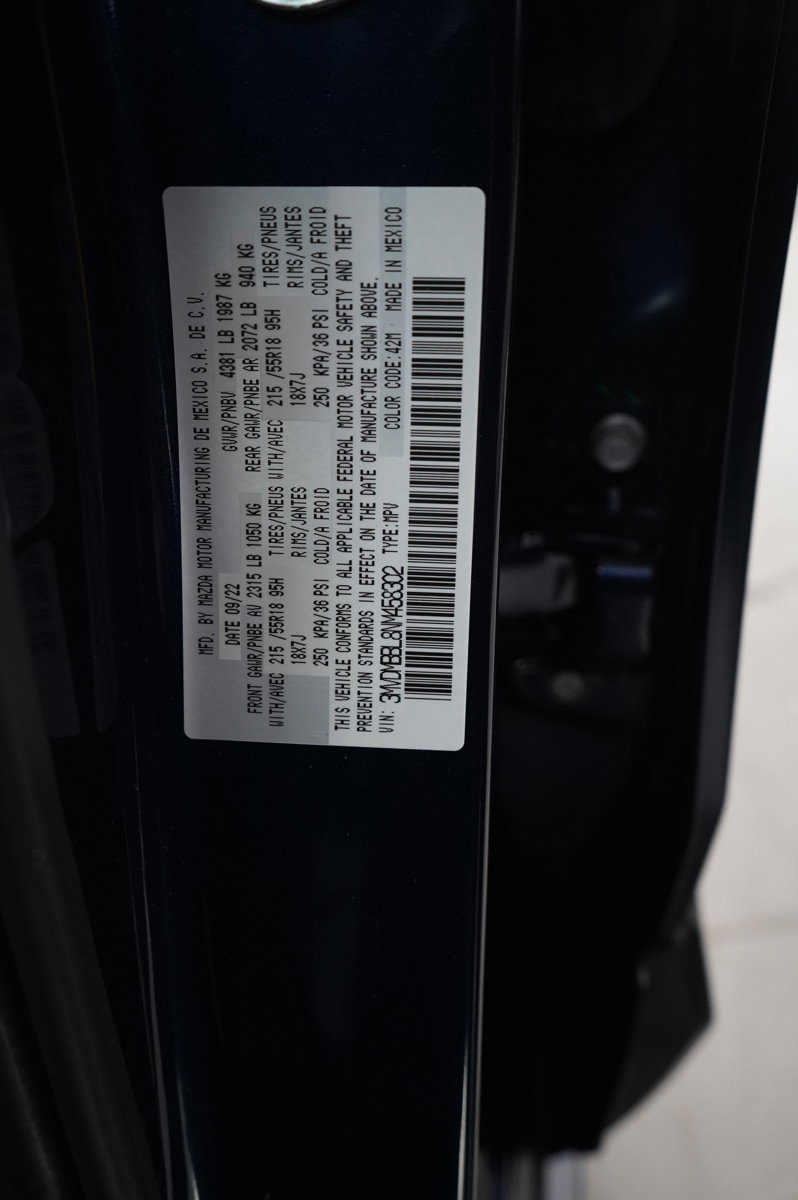 MFD. BY MAZDA MOTOR MANUFACTURING DE MEXICO S.A. DE C.V.
DATE 09/22 GVWR/PNBV 4381 LB 1987 KG
FRONT GAWR/PNBE AV 2315 LB 1050 KG REAR GAWR/PNBE AR 2072 LB 940 KG
WITH/AVEC 215 /55R18 95H TIRES/PNEUS WITH/AVEC 215 /55R18 95H TIRES/PNEUS
18X7J RIMS/JANTES 18X7J RIMS/JANTES
250 KPA/36 PSI COLD/A FROID 250 KPA/36 PSI COLD/A FROID
THIS VEHICLE CONFORMS TO ALL APPLICABLE FEDERAL MOTOR VEHICLE SAFETY AND THEFT
PREVENTION STANDARDS IN EFFECT ON THE DATE OF MANUFACTURE SHOWN ABOVE.
VIN: 3MVDMBBL8NM458302 TYPE:MPV COLOR CODE:42M MADE IN MEXICO